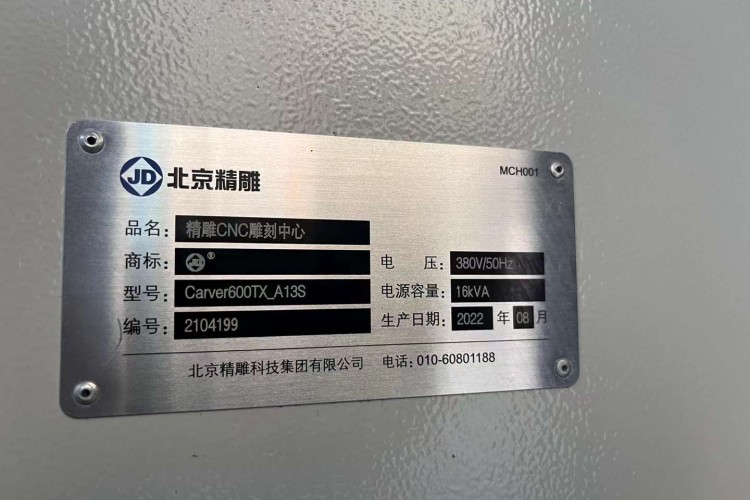 MCH001
JD 北京精雕
品名: 精雕CNC雕刻中心
商标: JD ®
电 压: 380V/50Hz
型号: Carver600TX_A13S
电源容量: 16kVA
编号: 2104199
生产日期: 2022 年 08 月
北京精雕科技集团有限公司 电话: 010-60801188